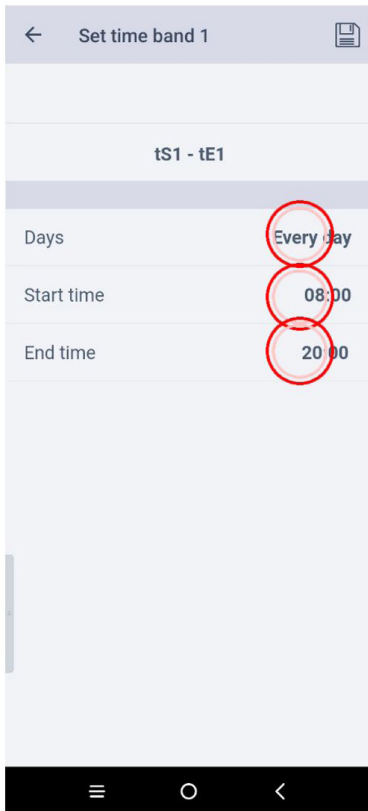 Set time band 1
tS1 - tE1
Days Every day
Start time 08:00
End time 20:00